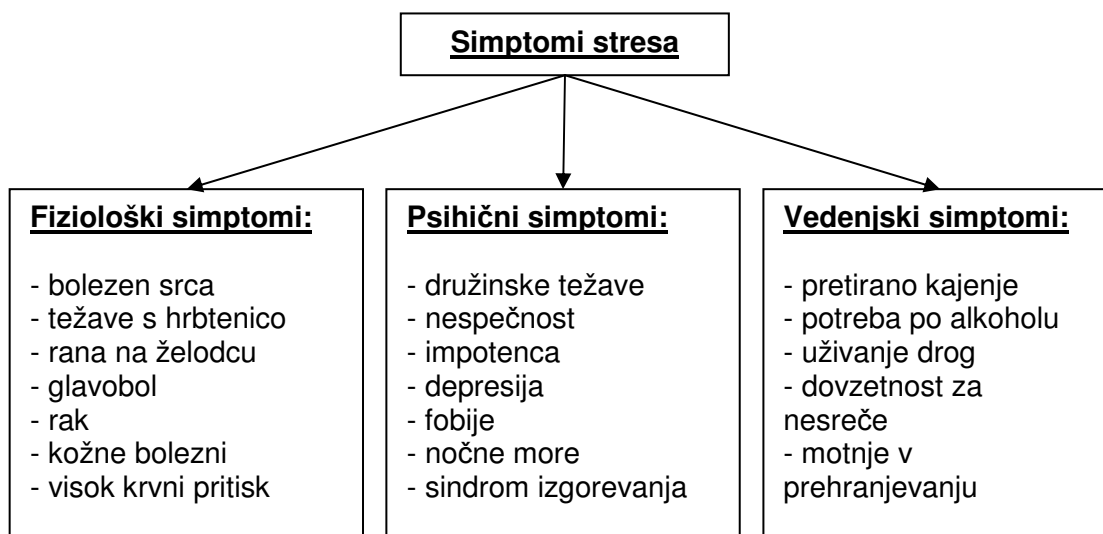 Simptomi stresa
Fiziološki simptomi:
- bolezen srca
- težave s hrbtenico
- rana na želodcu
- glavobol
- rak
- kožne bolezni
- visok krvni pritisk
Psihični simptomi:
- družinske težave
- nespečnost
- impotenca
- depresija
- fobije
- nočne more
- sindrom izgorevanja
Vedenjski simptomi:
- pretirano kajenje
- potreba po alkoholu
- uživanje drog
- dovzetnost za
nesreče
- motnje v
prehranjevanju